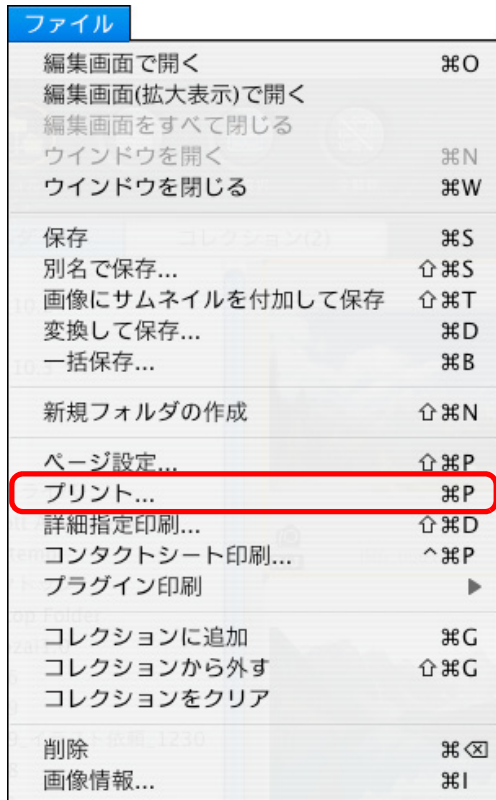 ファイル
編集画面で開く ⌘O
編集画面(拡大表示)で開く
編集画面をすべて閉じる
ウインドウを開く ⌘N
ウインドウを閉じる ⌘W
保存 ⌘S
別名で保存... ⇧⌘S
画像にサムネイルを付加して保存 ⇧⌘T
変換して保存... ⌘D
一括保存... ⌘B
新規フォルダの作成 ⇧⌘N
ページ設定... ⇧⌘P
プリント... ⌘P
詳細指定印刷... ⇧⌘D
コンタクトシート印刷... ^⌘P
プラグイン印刷 ▶
コレクションに追加 ⌘G
コレクションから外す ⇧⌘G
コレクションをクリア
削除 ⌘⌫
画像情報... ⌘I